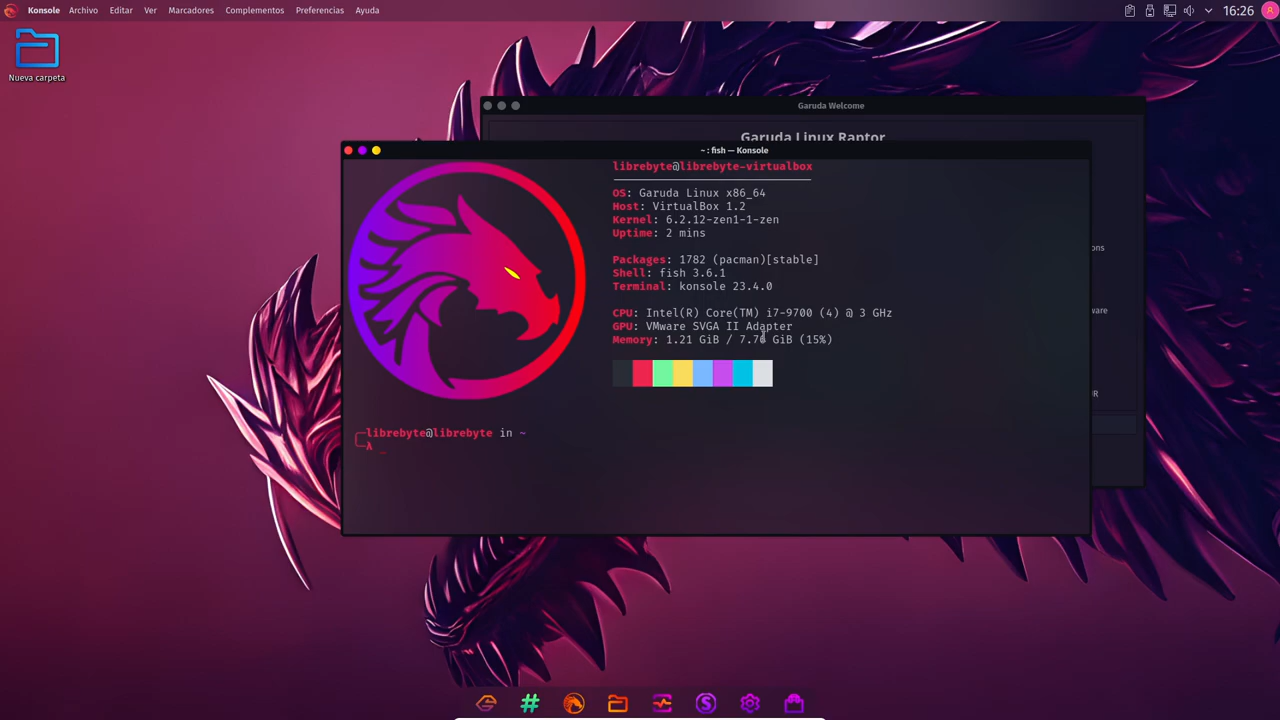 Konsole Archivo Editar Ver Marcadores Complementos Preferencias Ayuda 16:26
Nueva carpeta
Garuda Welcome
Garuda Linux Raptor
~ : fish — Konsole
librebyte@librebyte-virtualbox
OS: Garuda Linux x86_64
Host: VirtualBox 1.2
Kernel: 6.2.12-zen1-1-zen
Uptime: 2 mins
Packages: 1782 (pacman)[stable]
Shell: fish 3.6.1
Terminal: konsole 23.4.0
CPU: Intel(R) Core(TM) i7-9700 (4) @ 3 GHz
GPU: VMware SVGA II Adapter
Memory: 1.21 GiB / GiB (15%)
librebyte@librebyte in ~
λ _